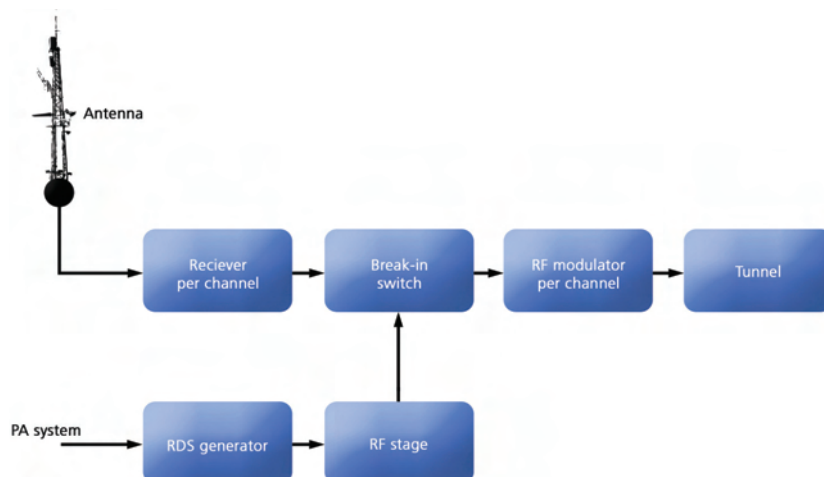 Antenna
Reciever
per channel
Break-in
switch
RF modulator
per channel
Tunnel
PA system
RDS generator
RF stage